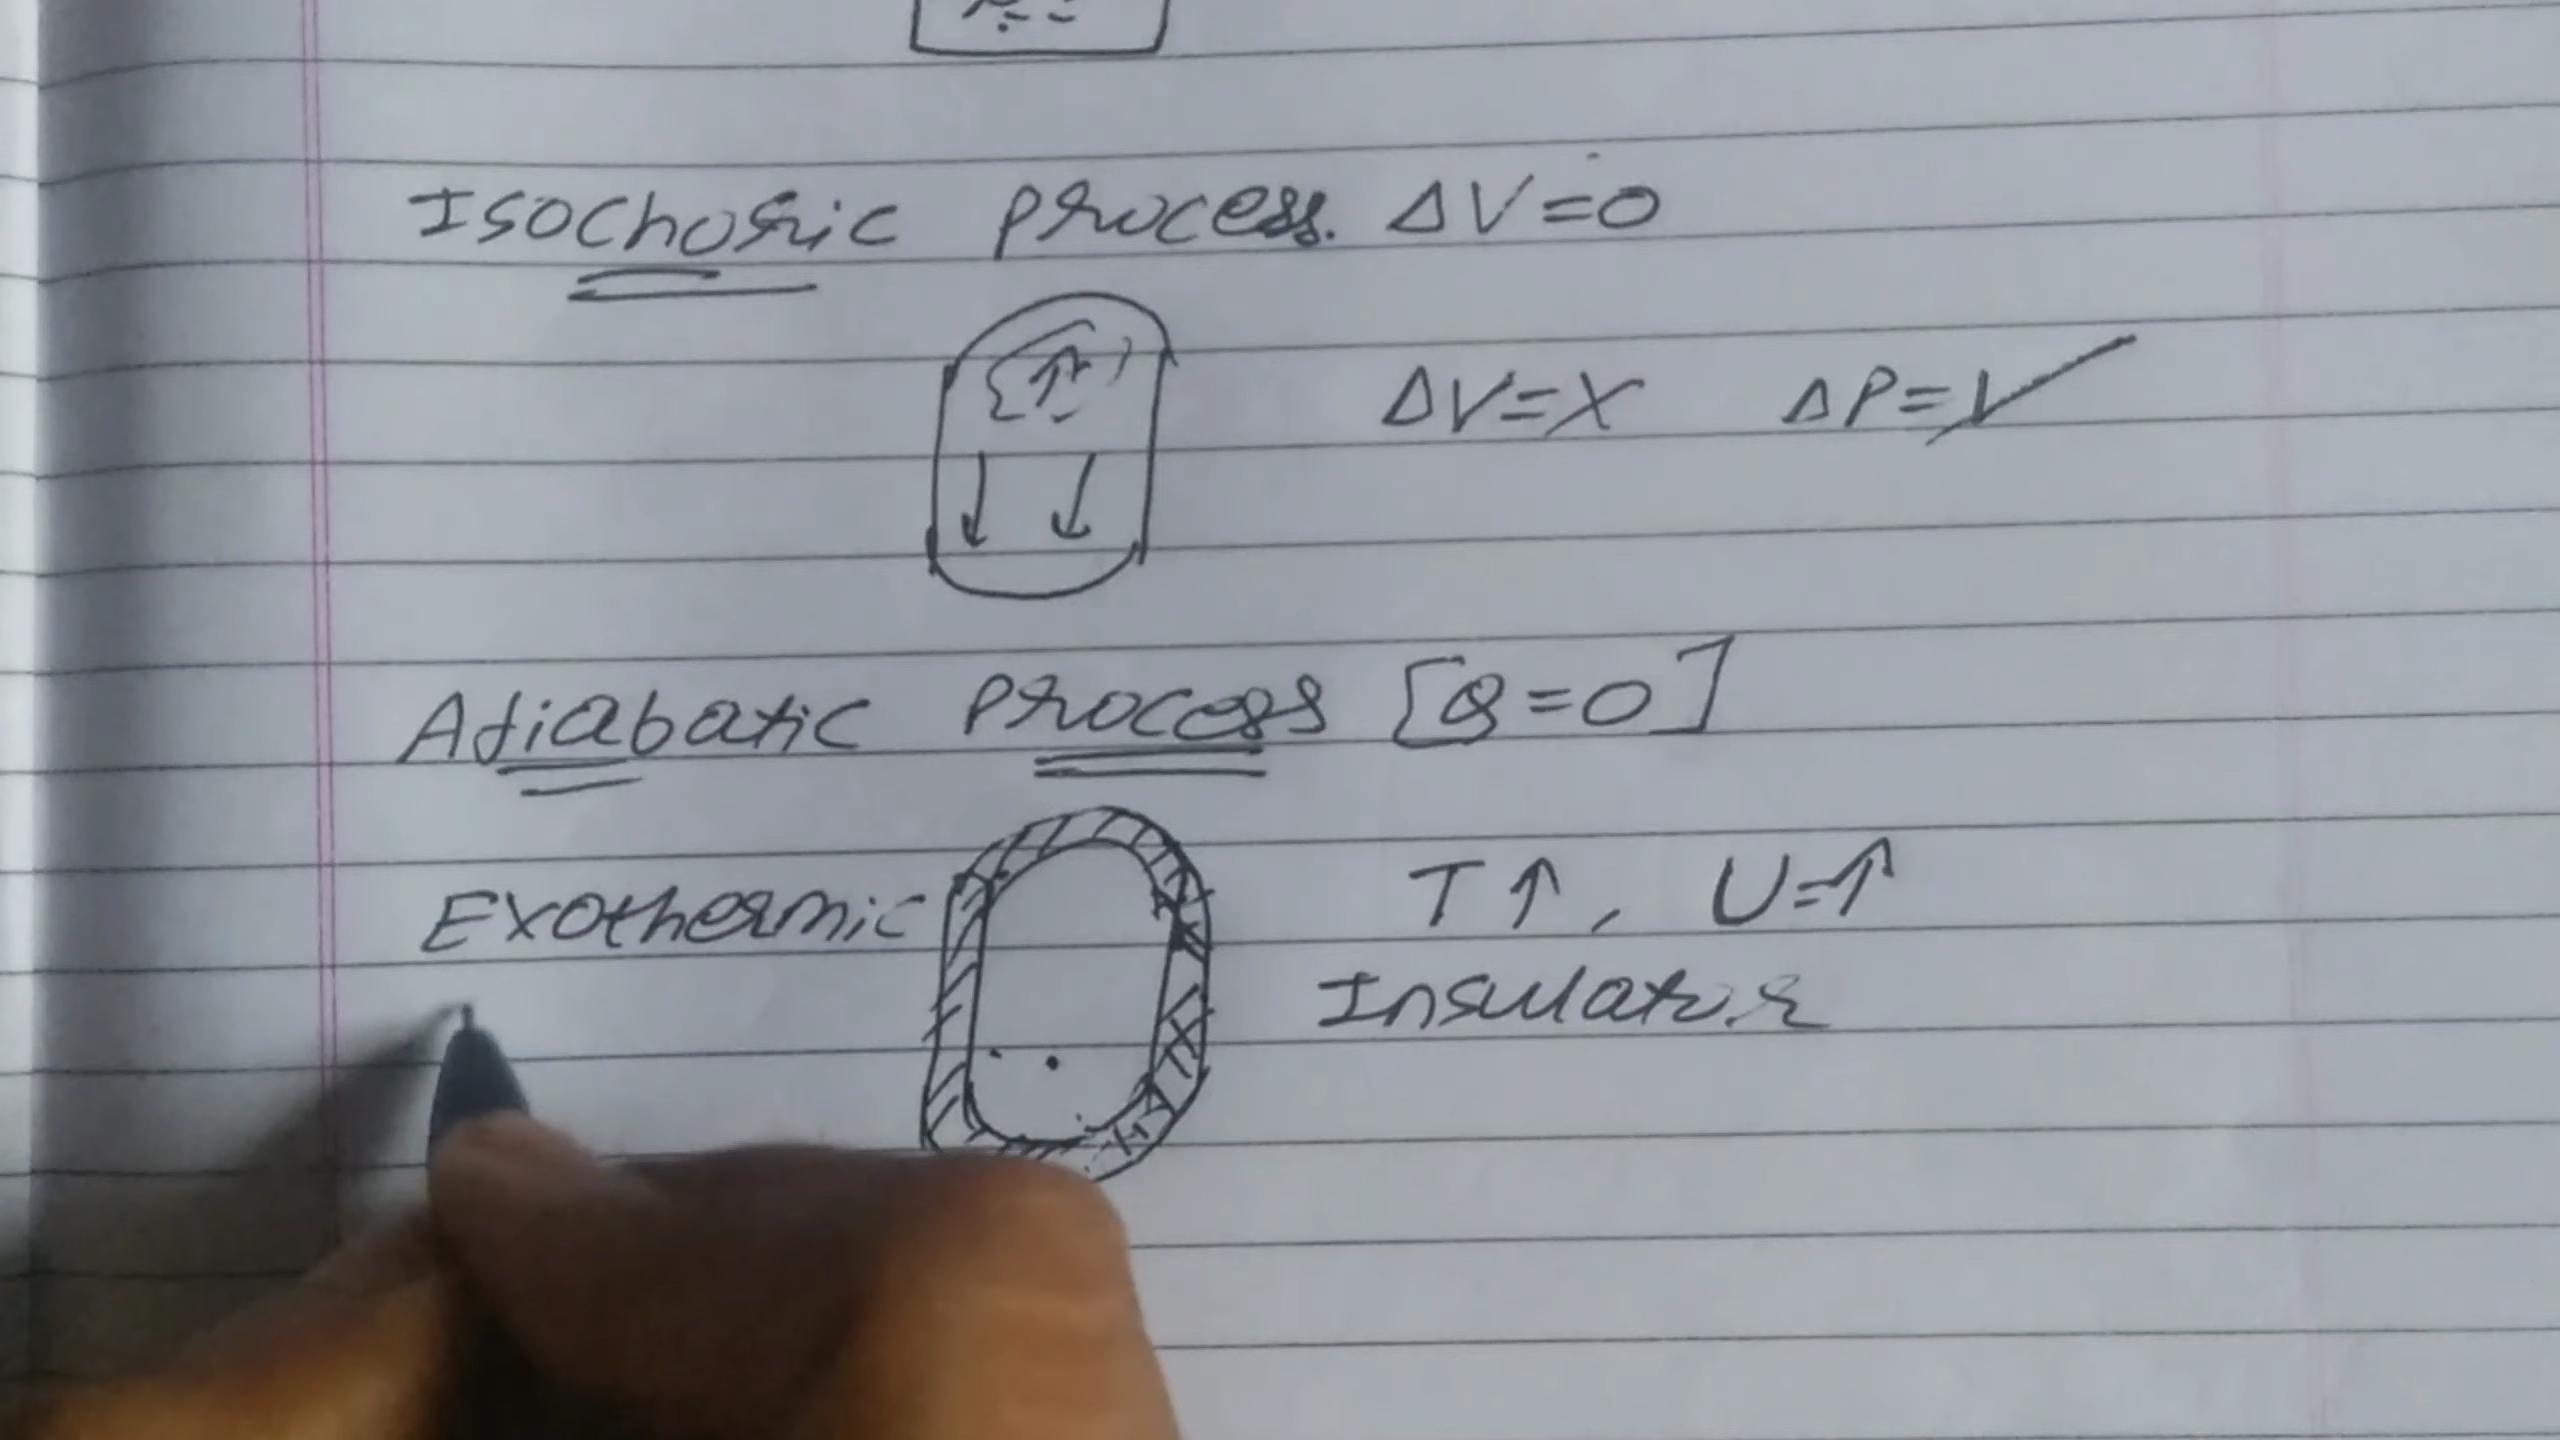 Isochoric process. ΔV=0
ΔV=X ΔP=✓
Adiabatic process [Q=0]
Exothermic T↑, U=↑
Insulator